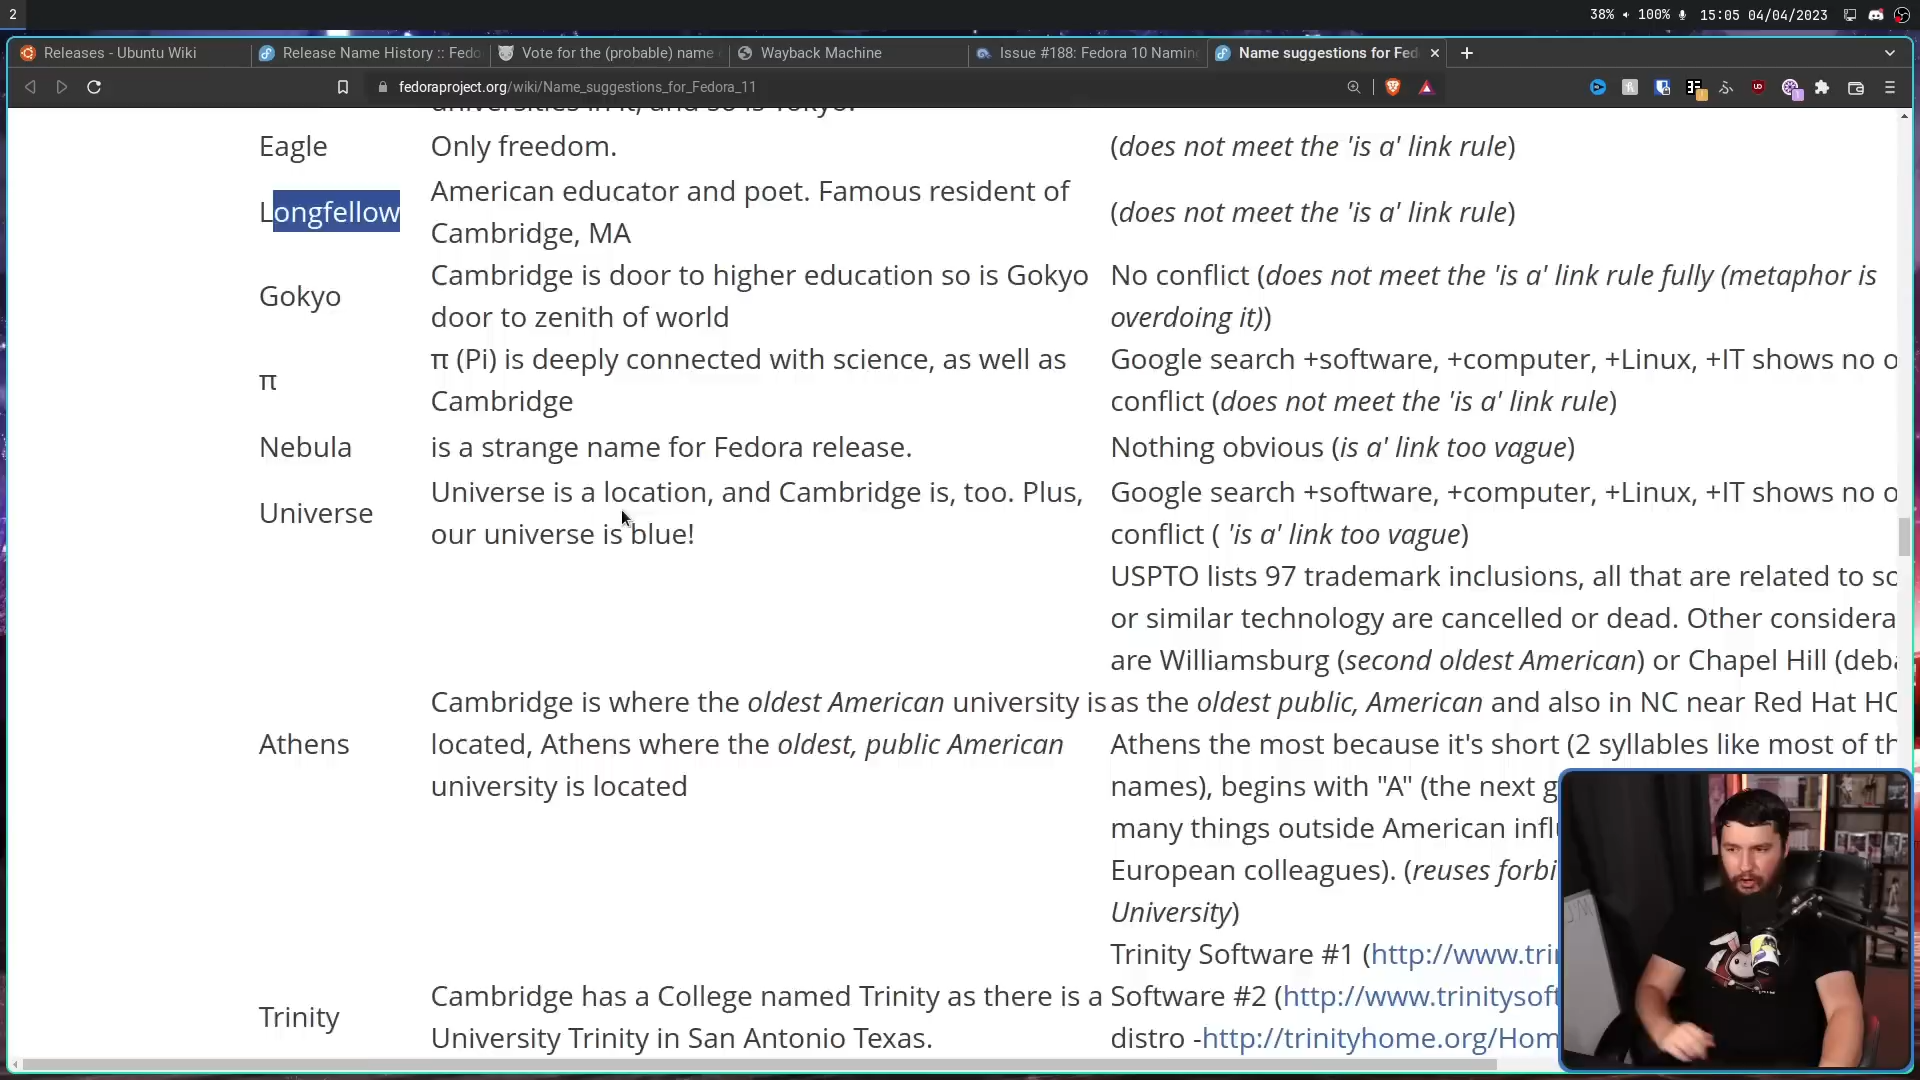 2
38%
100%
15:05 04/04/2023
Releases - Ubuntu Wiki
Release Name History :: Fedo
Vote for the (probable) name
Wayback Machine
Issue #188: Fedora 10 Namin
Name suggestions for Fed
fedoraproject.org/wiki/Name_suggestions_for_Fedora_11
universities in it, and so is Tokyo.
Eagle
Only freedom.
(does not meet the 'is a' link rule)
Longfellow
American educator and poet. Famous resident of
Cambridge, MA
(does not meet the 'is a' link rule)
Gokyo
Cambridge is door to higher education so is Gokyo
door to zenith of world
No conflict (does not meet the 'is a' link rule fully (metaphor is
overdoing it))
π
π (Pi) is deeply connected with science, as well as
Cambridge
Google search +software, +computer, +Linux, +IT shows no o
conflict (does not meet the 'is a' link rule)
Nebula
is a strange name for Fedora release.
Nothing obvious (is a' link too vague)
Universe
Universe is a location, and Cambridge is, too. Plus,
our universe is blue!
Google search +software, +computer, +Linux, +IT shows no o
conflict ( 'is a' link too vague)
Athens
Cambridge is where the oldest American university is
located, Athens where the oldest, public American
university is located
USPTO lists 97 trademark inclusions, all that are related to so
or similar technology are cancelled or dead. Other considera
are Williamsburg (second oldest American) or Chapel Hill (deba
as the oldest public, American and also in NC near Red Hat HQ
Athens the most because it's short (2 syllables like most of th
names), begins with "A" (the next g
many things outside American infl
European colleagues). (reuses forbi
University)
Trinity
Cambridge has a College named Trinity as there is a
University Trinity in San Antonio Texas.
Trinity Software #1 (http://www.tri
Software #2 (http://www.trinitysoft
distro -http://trinityhome.org/Hom